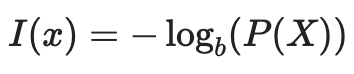 I(x) = − log_b(P(X))